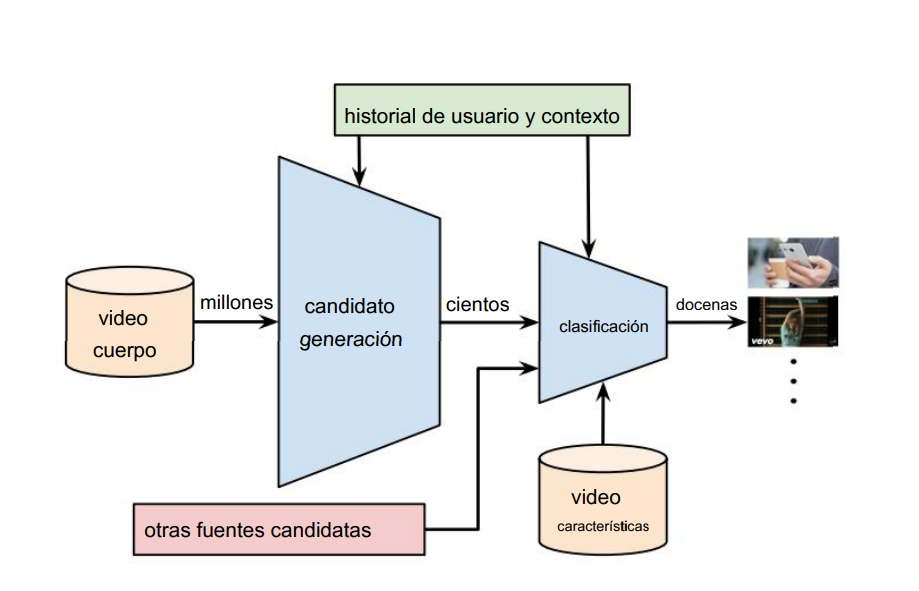 historial de usuario y contexto
millones
video
cuerpo
candidato
generación
cientos
clasificación
docenas
vevo
otras fuentes candidatas
video
características